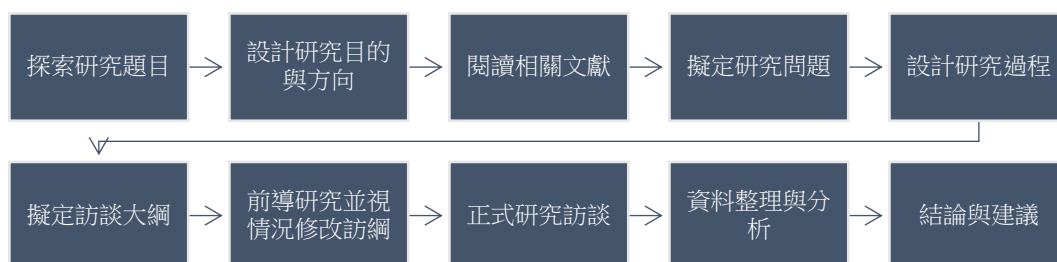 探索研究題目
設計研究目的
與方向
閱讀相關文獻
擬定研究問題
設計研究過程
擬定訪談大綱
前導研究並視
情況修改訪綱
正式研究訪談
資料整理與分
析
結論與建議